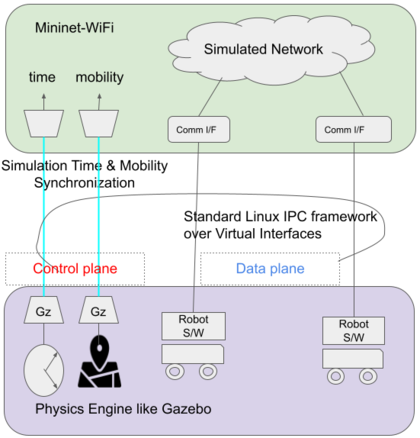 Mininet-WiFi
Simulated Network
time
mobility
Comm I/F
Comm I/F
Simulation Time & Mobility
Synchronization
Standard Linux IPC framework
over Virtual Interfaces
Control plane
Data plane
Gz
Gz
Robot
S/W
Robot
S/W
Physics Engine like Gazebo